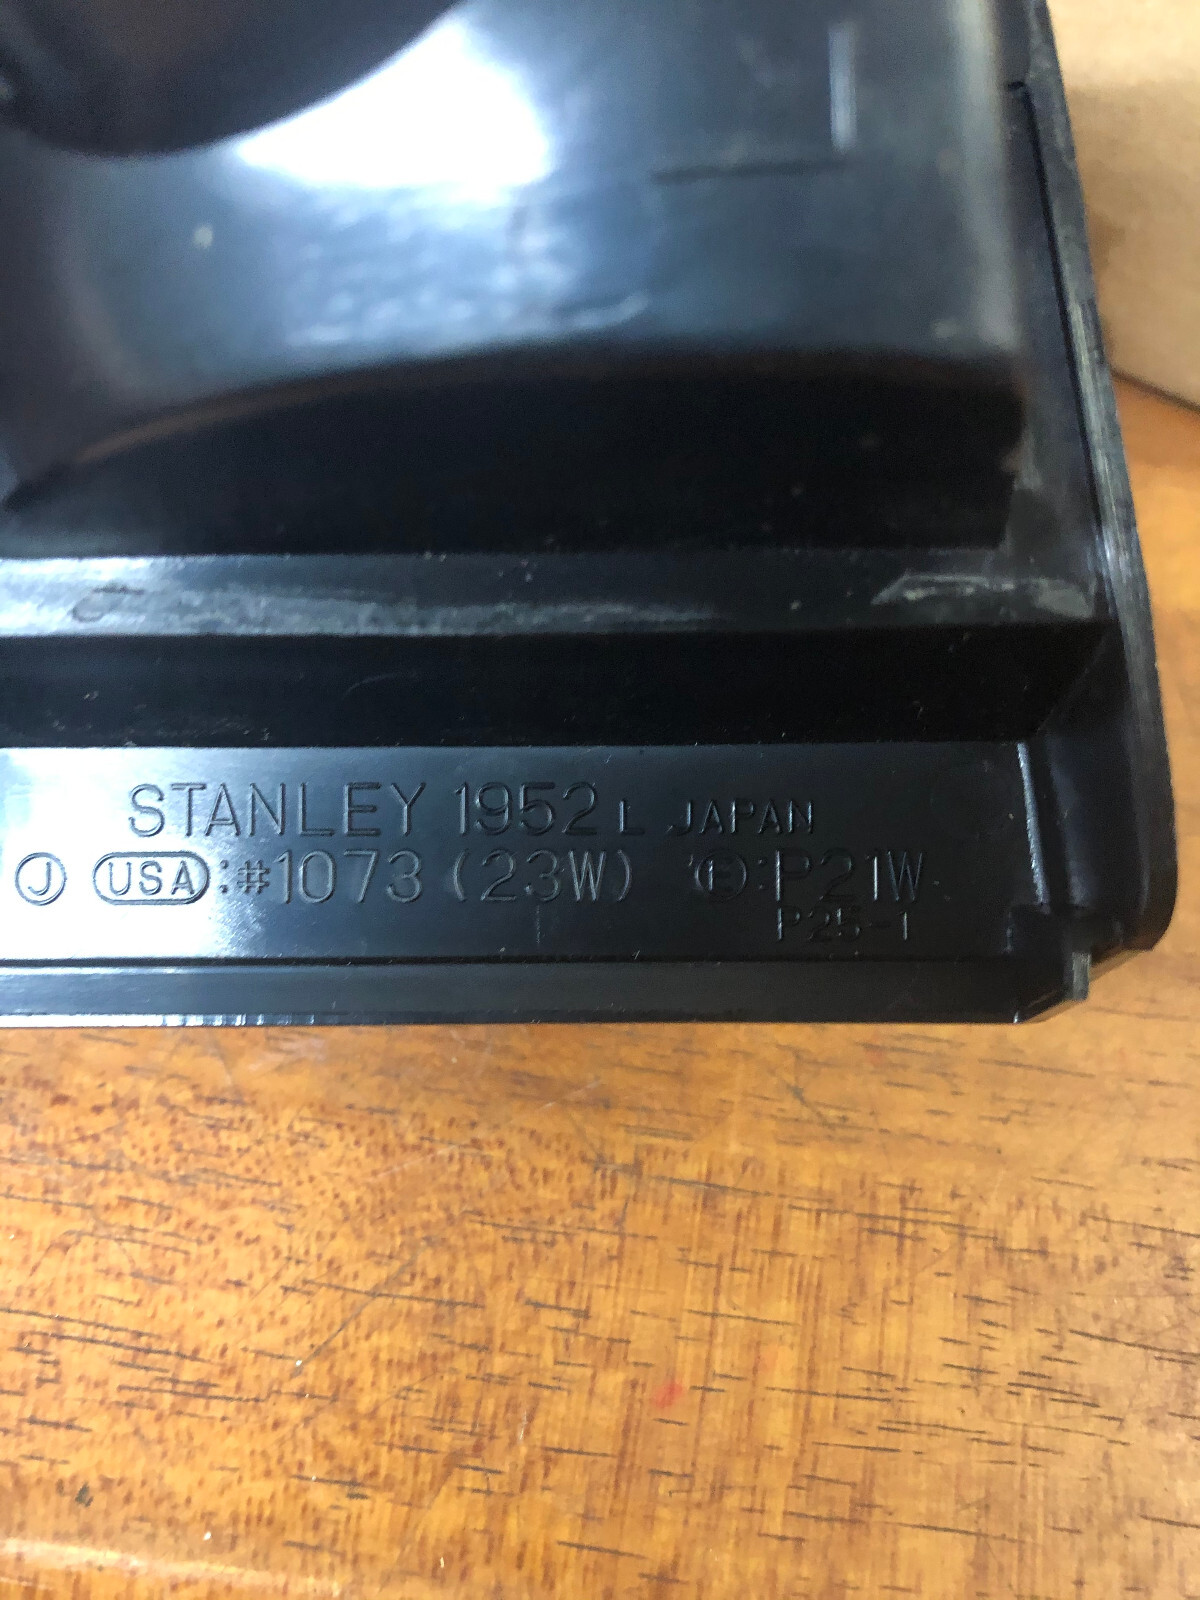 STANLEY 1952 L JAPAN
Ⓙ USA:#1073 (23W) Ⓔ:P21W
P25-1